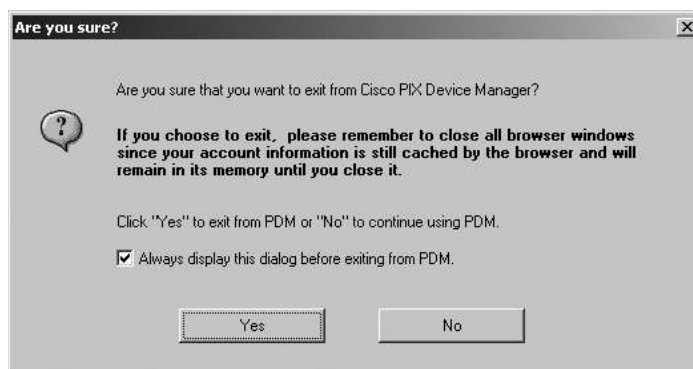 Are you sure?
Are you sure that you want to exit from Cisco PIX Device Manager?
If you choose to exit, please remember to close all browser windows
since your account information is still cached by the browser and will
remain in its memory until you close it.
Click "Yes" to exit from PDM or "No" to continue using PDM.
Always display this dialog before exiting from PDM.
Yes
No